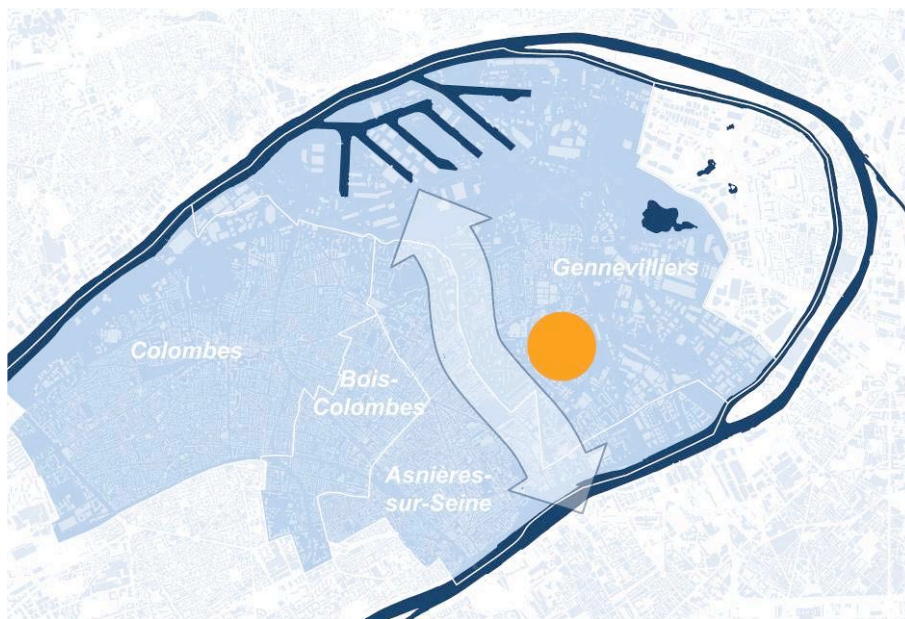 Gennevilliers
Colombes
Bois-
Colombes
Asnières-
sur-Seine